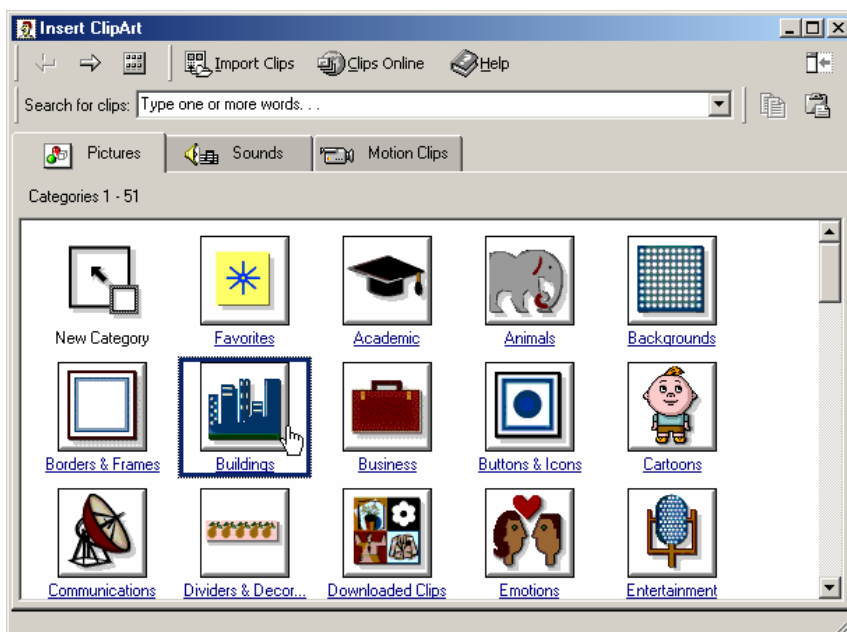 Insert ClipArt
Import Clips Clips Online Help
Search for clips: Type one or more words. . .
Pictures Sounds Motion Clips
Categories 1 - 51
New Category Favorites Academic Animals Backgrounds
Borders & Frames Buildings Business Buttons & Icons Cartoons
Communications Dividers & Decor... Downloaded Clips Emotions Entertainment